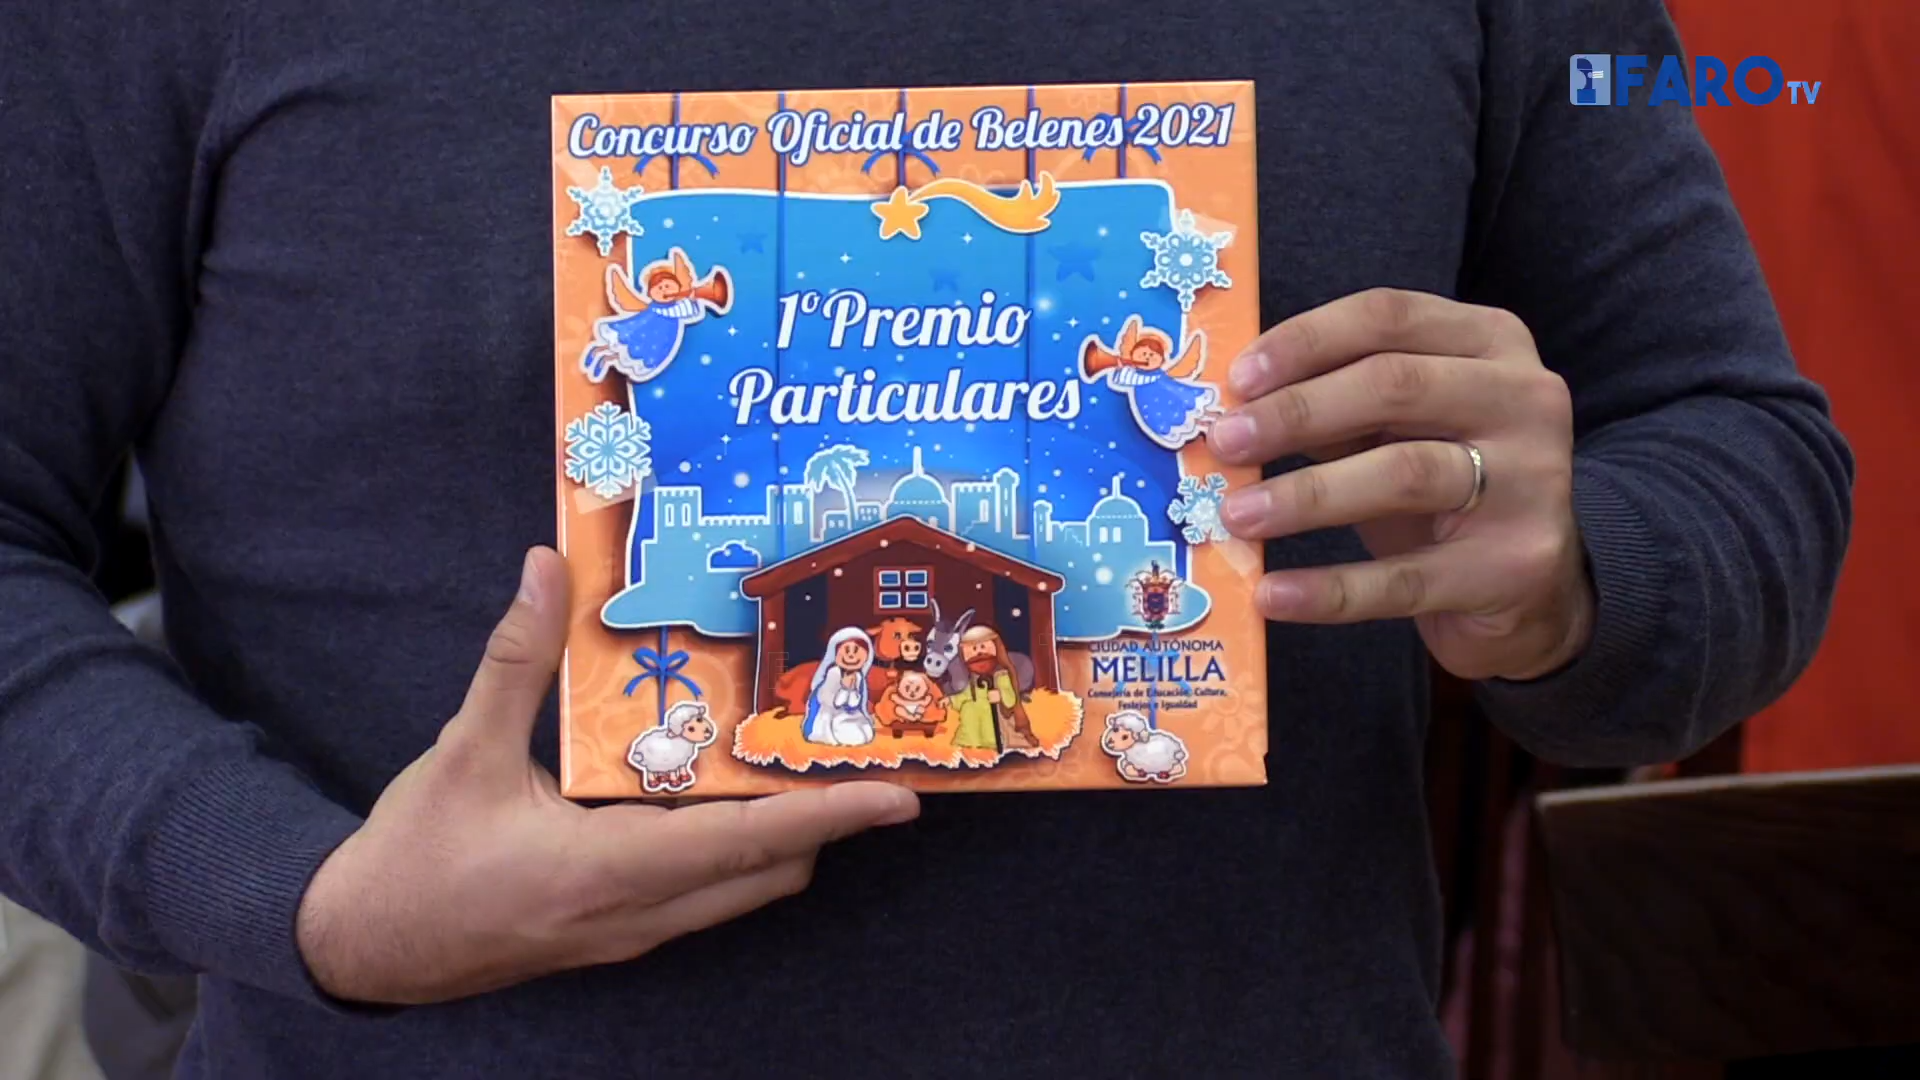 FARO TV
Concurso Oficial de Belenes 2021
1º Premio
Particulares
CIUDAD AUTÓNOMA
MELILLA
Consejería de Educación, Cultura,
Festejos e Igualdad